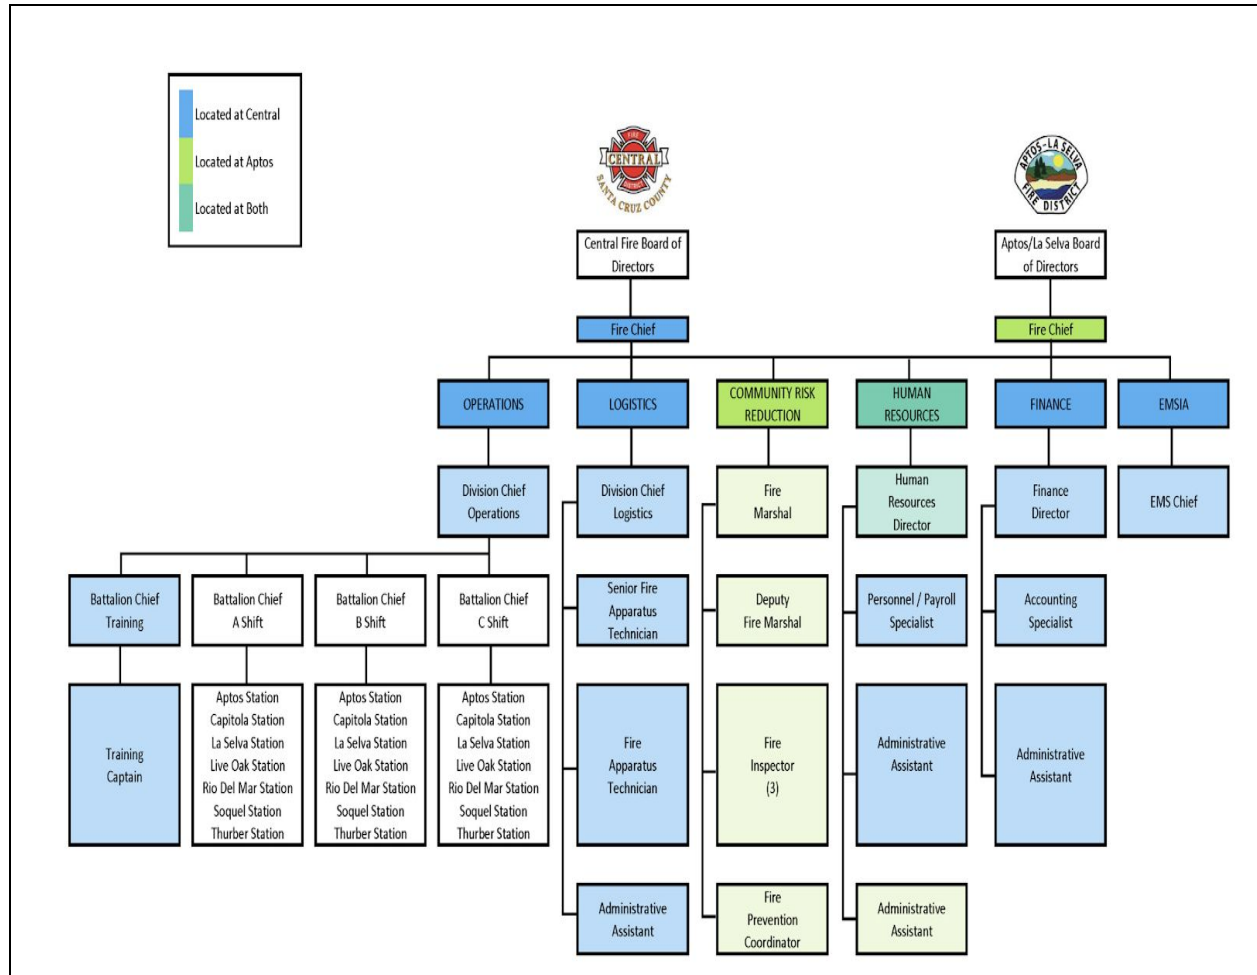 Located at Central
Located at Aptos
Located at Both
FIRE
CENTRAL
DISTRICT
SANTA CRUZ COUNTY
APTOS-LA SELVA
FIRE DISTRICT
Central Fire Board of
Directors
Aptos/La Selva Board
of Directors
Fire Chief
Fire Chief
OPERATIONS
LOGISTICS
COMMUNITY RISK
REDUCTION
HUMAN
RESOURCES
FINANCE
EMSIA
Division Chief
Operations
Division Chief
Logistics
Fire
Marshal
Human
Resources
Director
Finance
Director
EMS Chief
Battalion Chief
Training
Battalion Chief
A Shift
Battalion Chief
B Shift
Battalion Chief
C Shift
Senior Fire
Apparatus
Technician
Deputy
Fire Marshal
Personnel / Payroll
Specialist
Accounting
Specialist
Training
Captain
Aptos Station
Capitola Station
La Selva Station
Live Oak Station
Rio Del Mar Station
Soquel Station
Thurber Station
Aptos Station
Capitola Station
La Selva Station
Live Oak Station
Rio Del Mar Station
Soquel Station
Thurber Station
Aptos Station
Capitola Station
La Selva Station
Live Oak Station
Rio Del Mar Station
Soquel Station
Thurber Station
Fire
Apparatus
Technician
Fire
Inspector
(3)
Administrative
Assistant
Administrative
Assistant
Administrative
Assistant
Fire
Prevention
Coordinator
Administrative
Assistant